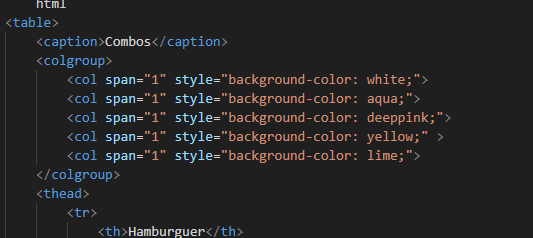 html
<table>
<caption>Combos</caption>
<colgroup>
<col span="1" style="background-color: white;">
<col span="1" style="background-color: aqua;">
<col span="1" style="background-color: deeppink;">
<col span="1" style="background-color: yellow;" >
<col span="1" style="background-color: lime;">
</colgroup>
<thead>
<tr>
<th>Hamburguer</th>